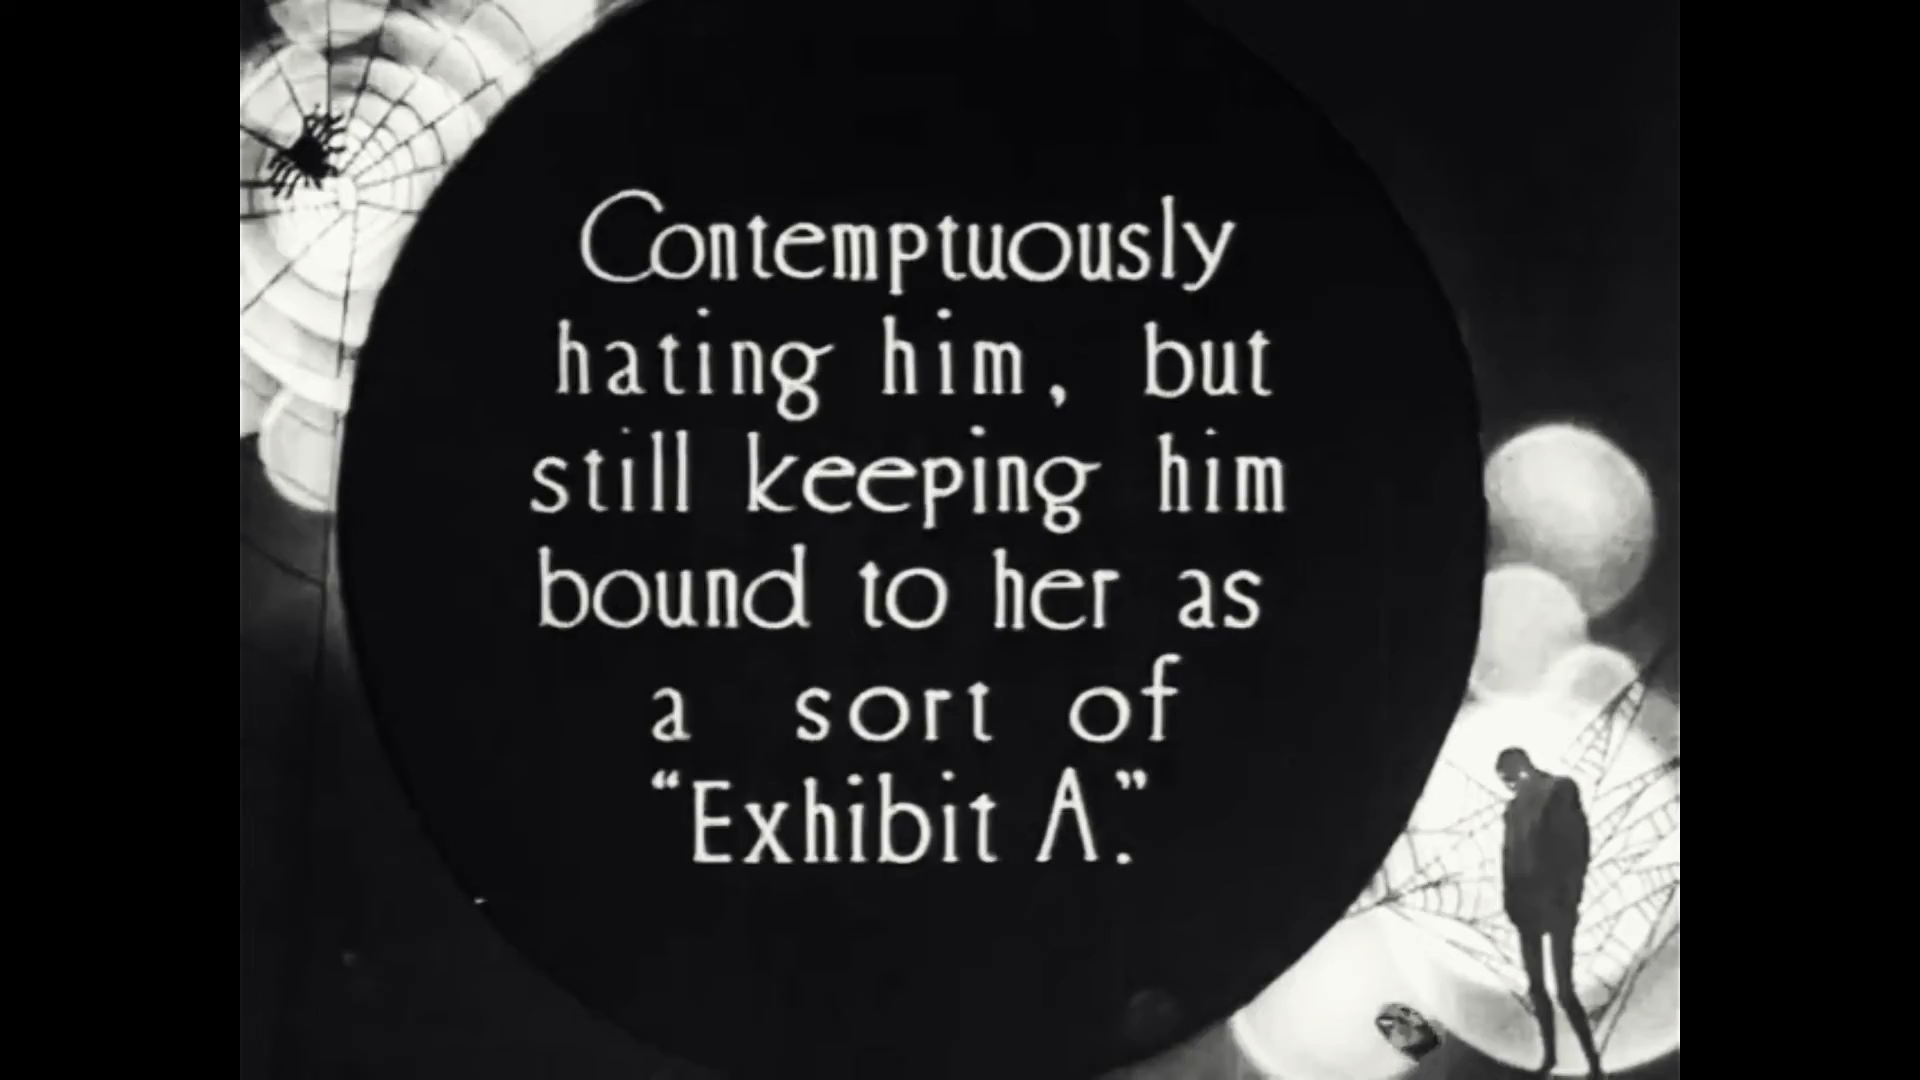 Contemptuously
hating him, but
still keeping him
bound to her as
a sort of
“Exhibit A.”